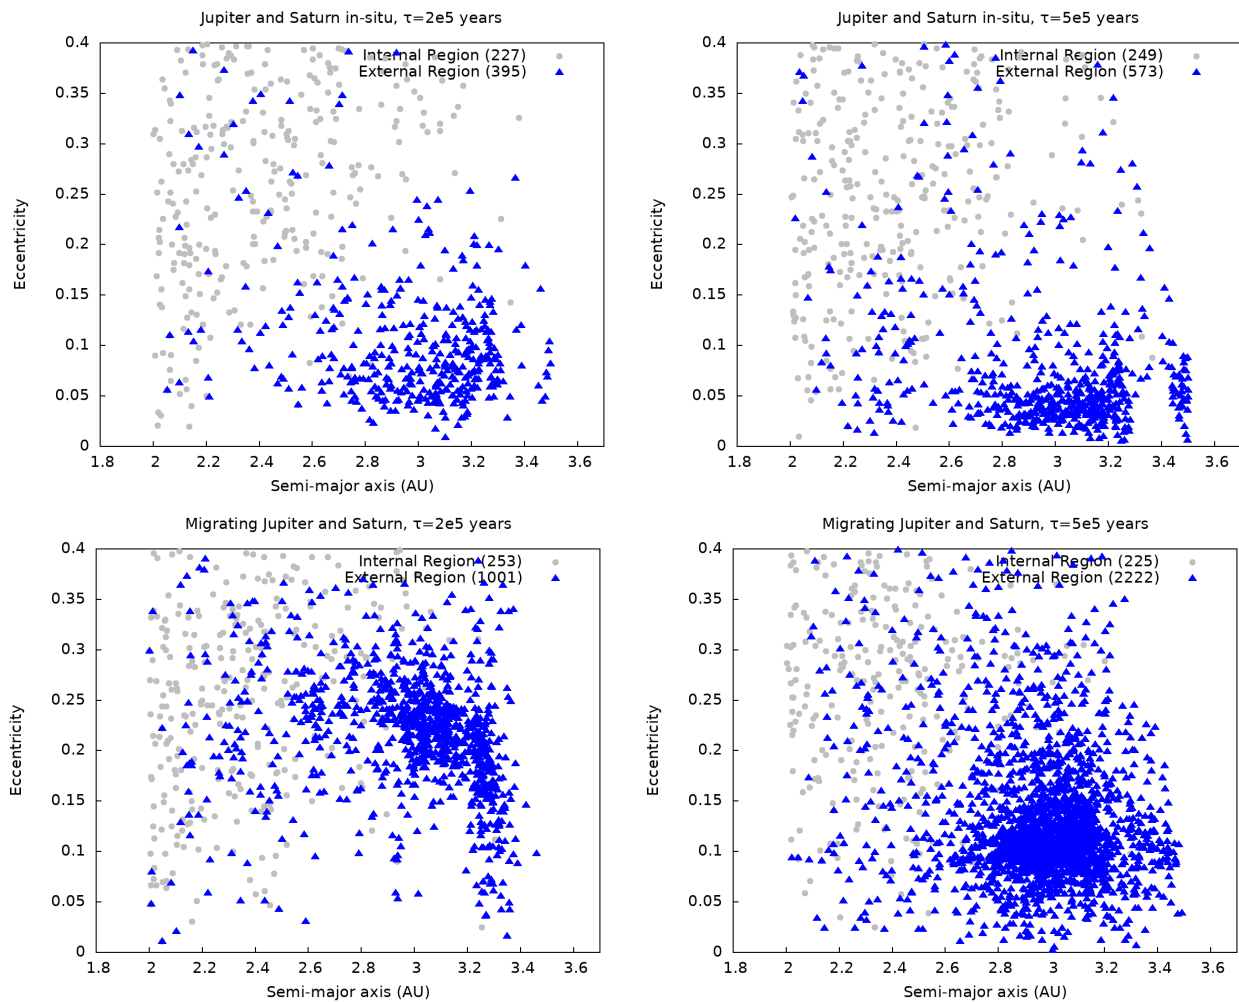 Jupiter and Saturn in-situ, τ=2e5 years
Internal Region (227)
External Region (395)
0.4
0.35
0.3
0.25
0.2
0.15
0.1
0.05
0
Eccentricity
1.8 2 2.2 2.4 2.6 2.8 3 3.2 3.4 3.6
Semi-major axis (AU)
Jupiter and Saturn in-situ, τ=5e5 years
Internal Region (249)
External Region (573)
0.4
0.35
0.3
0.25
0.2
0.15
0.1
0.05
0
Eccentricity
1.8 2 2.2 2.4 2.6 2.8 3 3.2 3.4 3.6
Semi-major axis (AU)
Migrating Jupiter and Saturn, τ=2e5 years
Internal Region (253)
External Region (1001)
0.4
0.35
0.3
0.25
0.2
0.15
0.1
0.05
0
Eccentricity
1.8 2 2.2 2.4 2.6 2.8 3 3.2 3.4 3.6
Semi-major axis (AU)
Migrating Jupiter and Saturn, τ=5e5 years
Internal Region (225)
External Region (2222)
0.4
0.35
0.3
0.25
0.2
0.15
0.1
0.05
0
Eccentricity
1.8 2 2.2 2.4 2.6 2.8 3 3.2 3.4 3.6
Semi-major axis (AU)